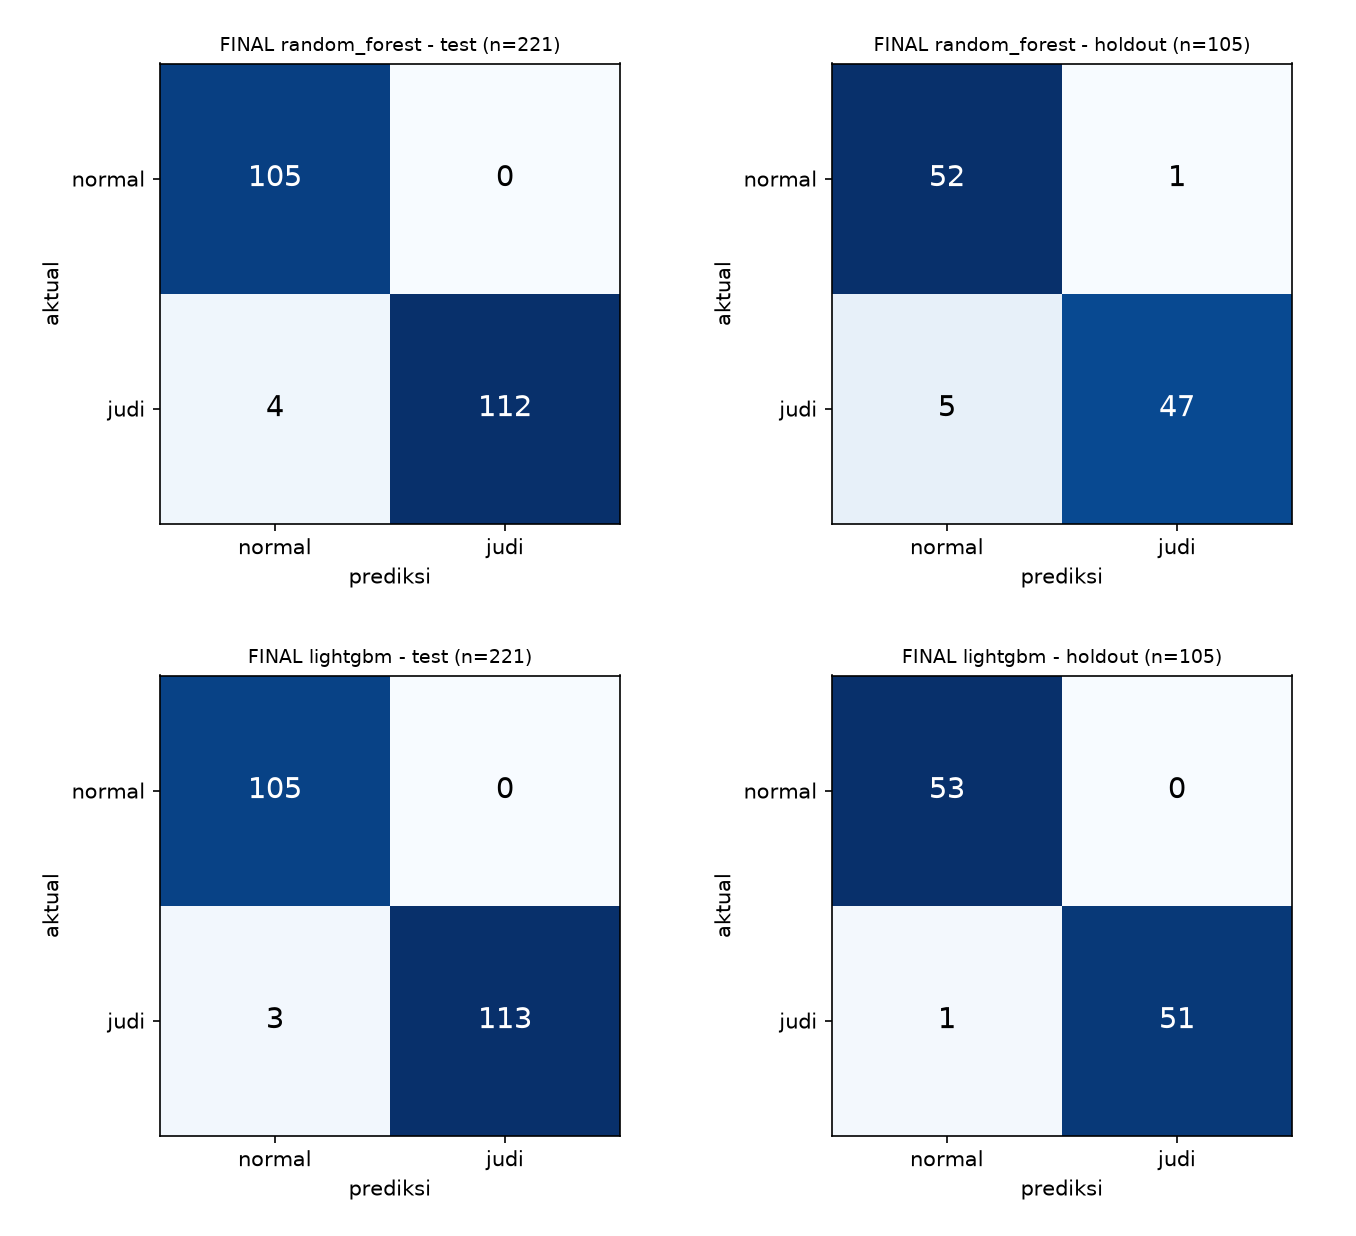 FINAL random_forest - test (n=221)
normal
105
0
aktual
judi
4
112
normal
judi
prediksi
FINAL random_forest - holdout (n=105)
normal
52
1
aktual
judi
5
47
normal
judi
prediksi
FINAL lightgbm - test (n=221)
normal
105
0
aktual
judi
3
113
normal
judi
prediksi
FINAL lightgbm - holdout (n=105)
normal
53
0
aktual
judi
1
51
normal
judi
prediksi